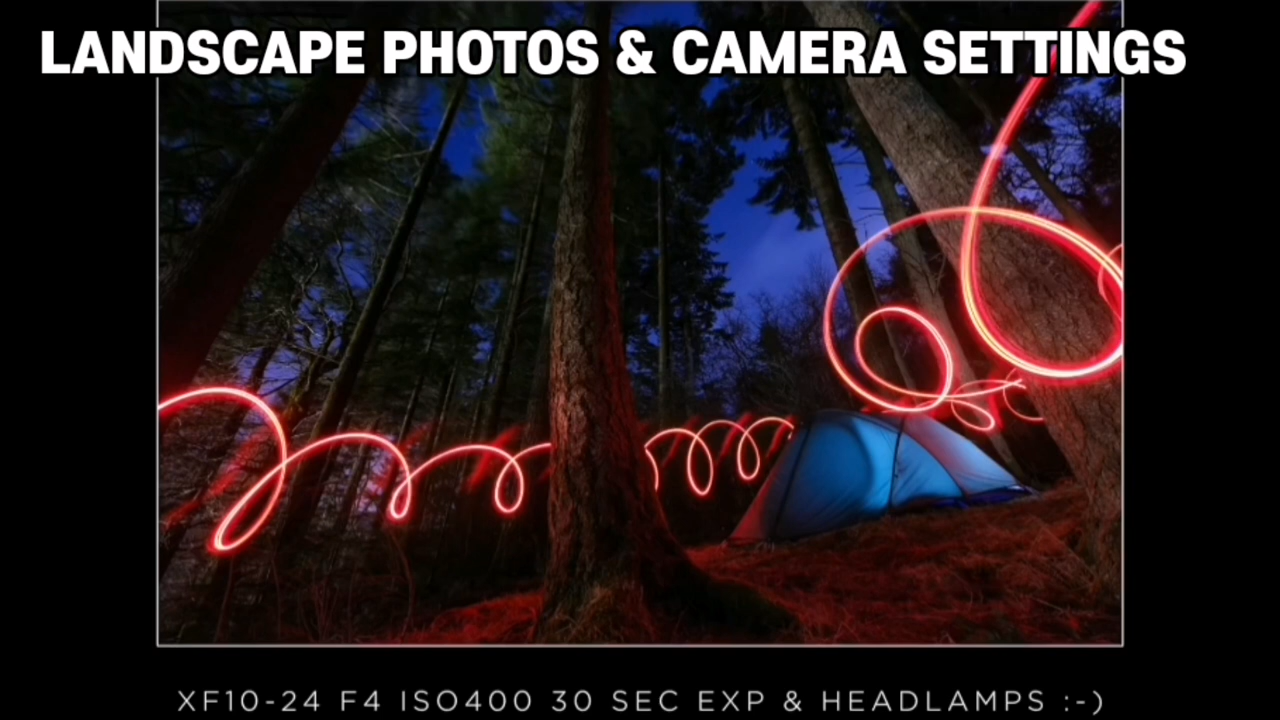 LANDSCAPE PHOTOS & CAMERA SETTINGS
XF10-24 F4 ISO400 30 SEC EXP & HEADLAMPS :-)